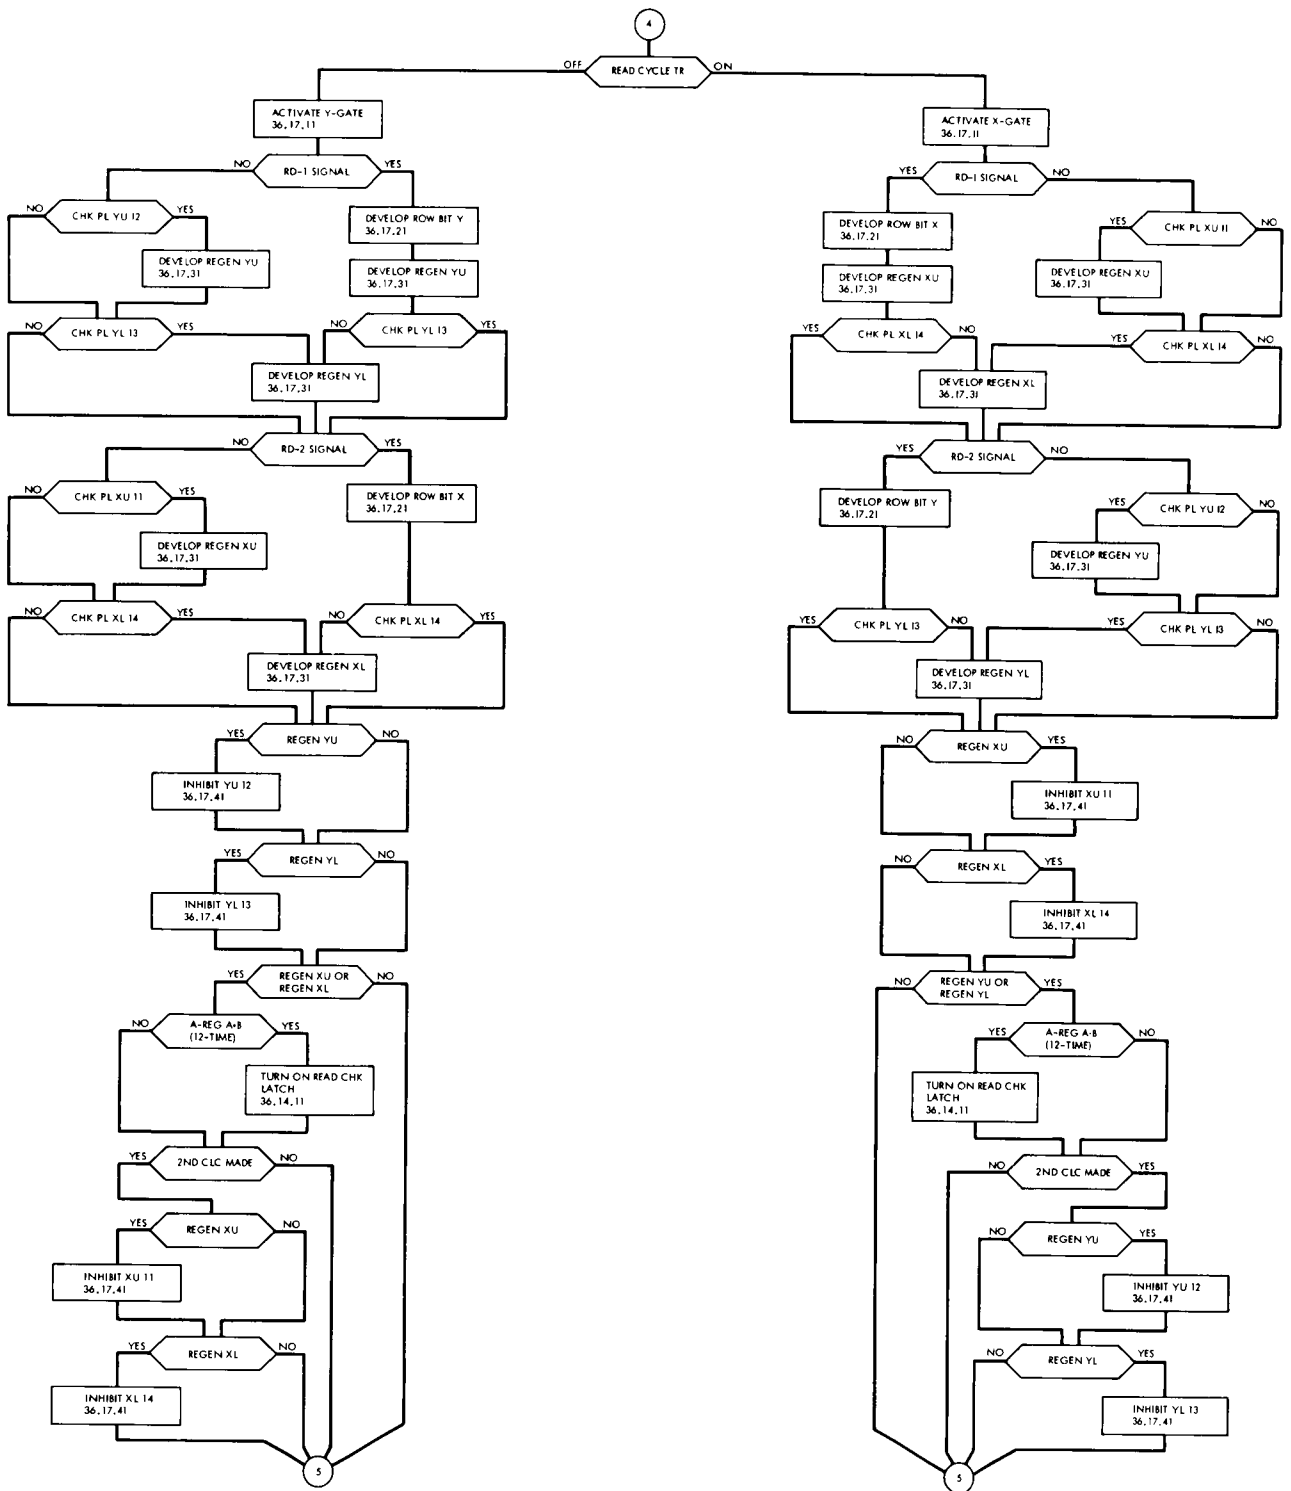 4
OFF
READ CYCLE TR
ON
ACTIVATE Y-GATE
36.17.11
NO
RD-1 SIGNAL
YES
NO
CHK PL YU 12
YES
DEVELOP ROW BIT Y
36.17.21
DEVELOP REGEN YU
36.17.31
DEVELOP REGEN YU
36.17.31
NO
CHK PL YL 13
YES
NO
CHK PL YL 13
YES
DEVELOP REGEN YL
36.17.31
NO
RD-2 SIGNAL
YES
NO
CHK PL XU 11
YES
DEVELOP ROW BIT X
36.17.21
DEVELOP REGEN XU
36.17.31
NO
CHK PL XL 14
YES
NO
CHK PL XL 14
YES
DEVELOP REGEN XL
36.17.31
YES
REGEN YU
NO
INHIBIT YU 12
36.17.41
YES
REGEN YL
NO
INHIBIT YL 13
36.17.41
YES
REGEN XU OR
REGEN XL
NO
NO
A-REG A·B
(12-TIME)
YES
TURN ON READ CHK
LATCH
36.14.11
YES
2ND CLC MADE
NO
YES
REGEN XU
NO
INHIBIT XU 11
36.17.41
YES
REGEN XL
NO
INHIBIT XL 14
36.17.41
5
ACTIVATE X-GATE
36.17.11
YES
RD-1 SIGNAL
NO
DEVELOP ROW BIT X
36.17.21
YES
CHK PL XU 11
NO
DEVELOP REGEN XU
36.17.31
DEVELOP REGEN XU
36.17.31
YES
CHK PL XL 14
NO
YES
CHK PL XL 14
NO
DEVELOP REGEN XL
36.17.31
YES
RD-2 SIGNAL
NO
DEVELOP ROW BIT Y
36.17.21
YES
CHK PL YU 12
NO
DEVELOP REGEN YU
36.17.31
YES
CHK PL YL 13
NO
YES
CHK PL YL 13
NO
DEVELOP REGEN YL
36.17.31
NO
REGEN XU
YES
INHIBIT XU 11
36.17.41
NO
REGEN XL
YES
INHIBIT XL 14
36.17.41
NO
REGEN YU OR
REGEN YL
YES
YES
A-REG A·B
(12-TIME)
NO
TURN ON READ CHK
LATCH
36.14.11
NO
2ND CLC MADE
YES
NO
REGEN YU
YES
INHIBIT YU 12
36.17.41
NO
REGEN YL
YES
INHIBIT YL 13
36.17.41
5